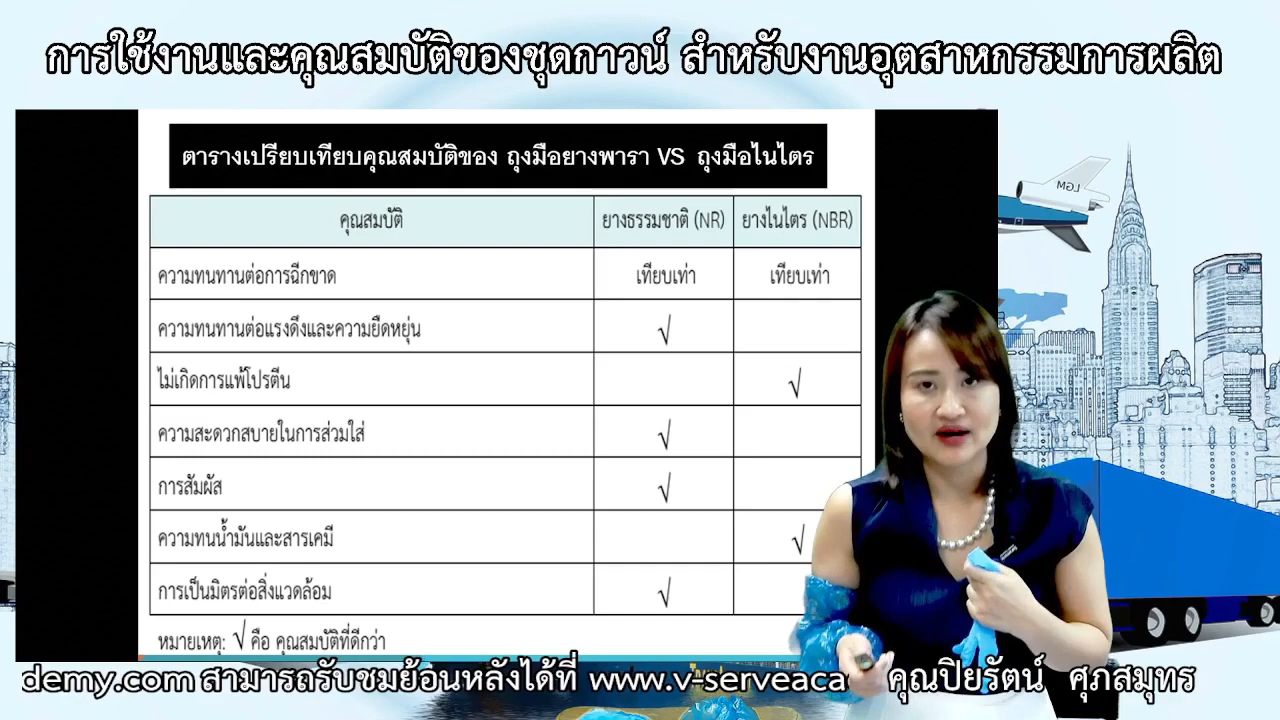 การใช้งานและคุณสมบัติของชุดกาวน์ สำหรับงานอุตสาหกรรมการผลิต
ตารางเปรียบเทียบคุณสมบัติของ ถุงมือยางพารา VS ถุงมือไนไตร
คุณสมบัติ ยางธรรมชาติ (NR) ยางไนไตร (NBR)
ความทนทานต่อการฉีกขาด เทียบเท่า เทียบเท่า
ความทนทานต่อแรงดึงและความยืดหยุ่น √
ไม่เกิดการแพ้โปรตีน √
ความสะดวกสบายในการส่วมใส่ √
การสัมผัส √
ความทนน้ำมันและสารเคมี √
การเป็นมิตรต่อสิ่งแวดล้อม √
หมายเหตุ: √ คือ คุณสมบัติที่ดีกว่า
LGM
demy.com สามารถรับชมย้อนหลังได้ที่ www.v-serveaca
คุณปิยรัตน์ ศุภสมุทร